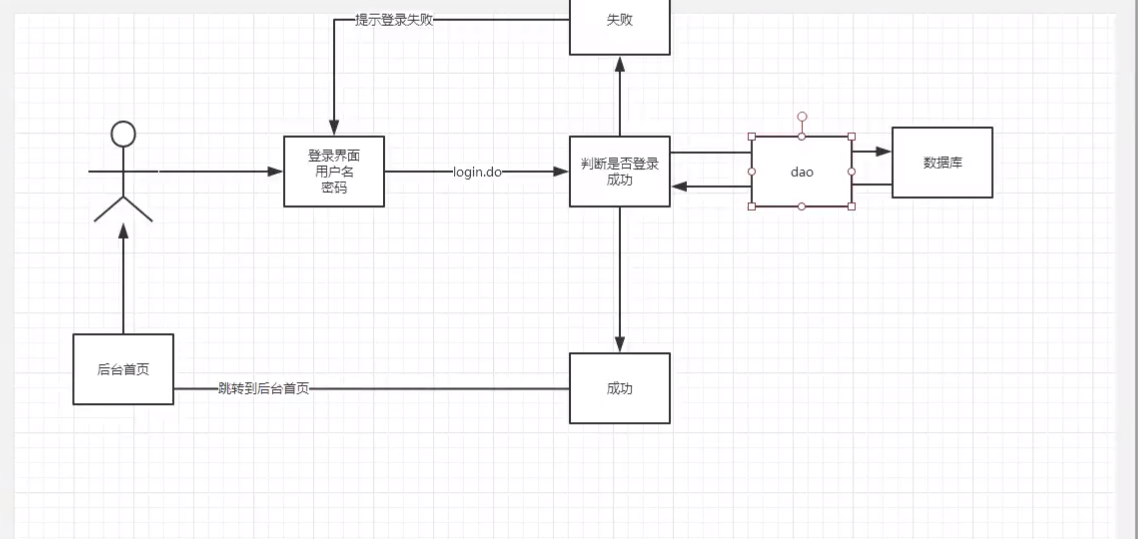 提示登录失败
失败
登录界面
用户名
密码
login.do
判断是否登录
成功
dao
数据库
后台首页
跳转到后台首页
成功